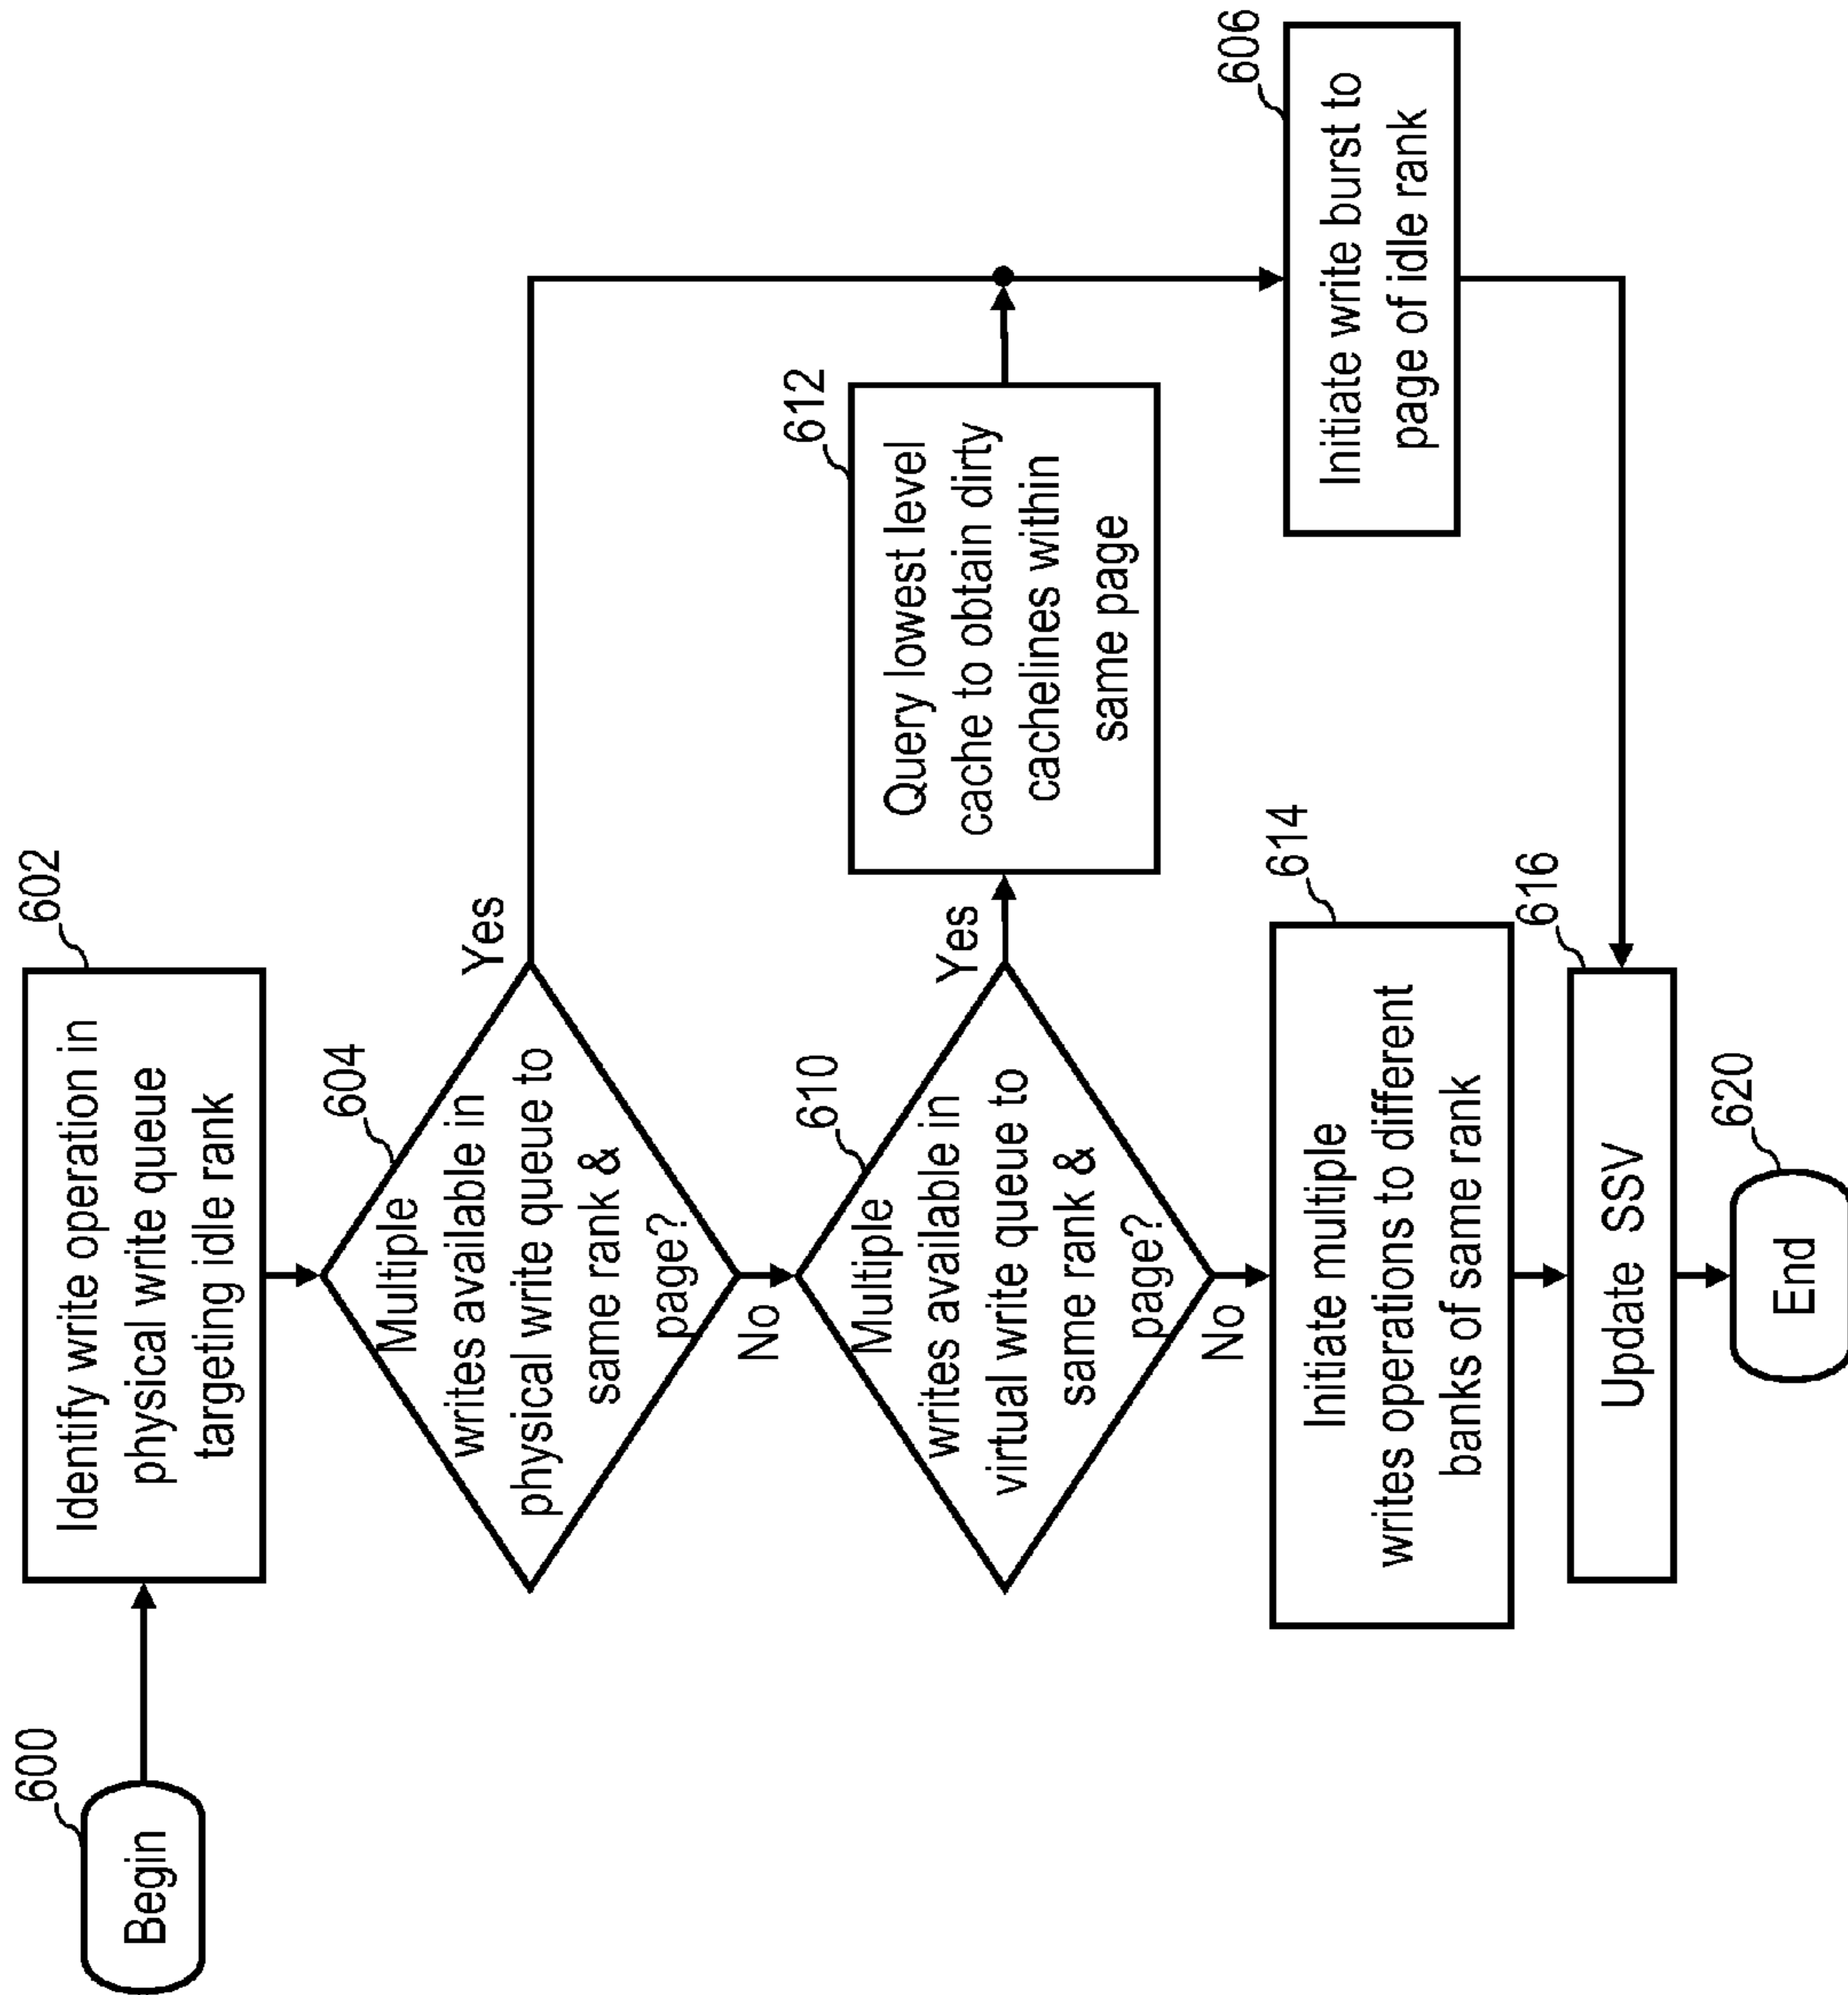 600
Begin
602
Identify write operation in
physical write queue
targeting idle rank
604
Multiple
writes available in
physical write queue to
same rank &
page?
Yes
No
610
Multiple
writes available in
virtual write queue to
same rank &
page?
Yes
No
612
Query lowest level
cache to obtain dirty
cachelines within
same page
606
Initiate write burst to
page of idle rank
614
Initiate multiple
writes operations to different
banks of same rank
616
Update SSV
620
End